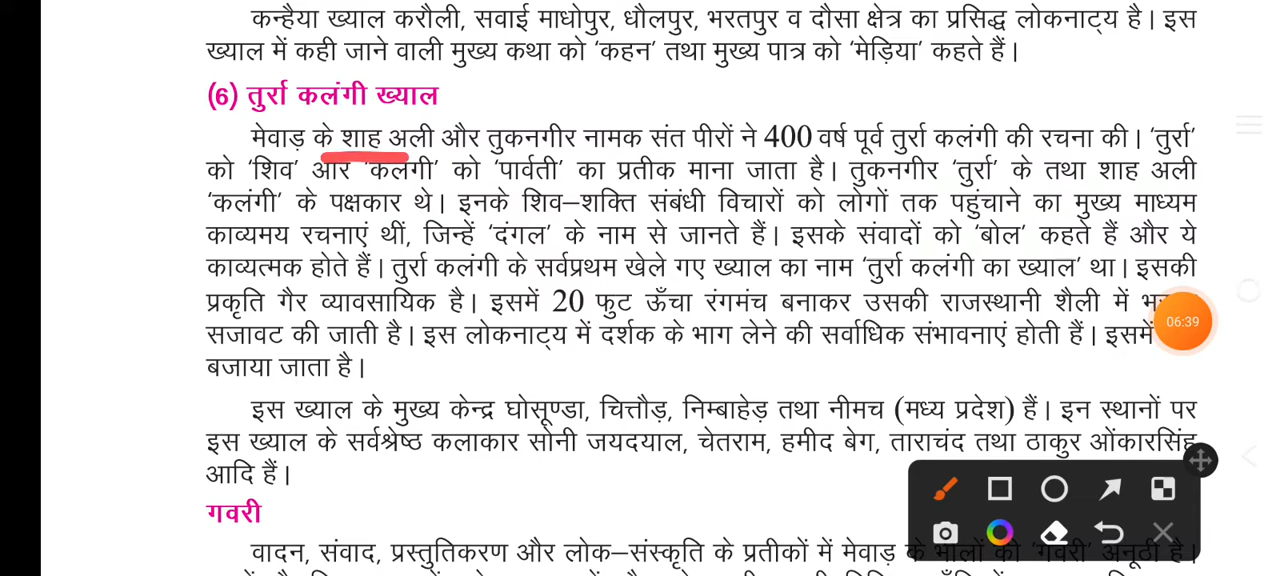 कन्हैया ख्याल करौली, सवाई माधोपुर, धौलपुर, भरतपुर व दौसा क्षेत्र का प्रसिद्ध लोकनाट्य है। इस
ख्याल में कही जाने वाली मुख्य कथा को ‘कहन’ तथा मुख्य पात्र को ‘मेड़िया’ कहते हैं।
(6) तुर्रा कलंगी ख्याल
मेवाड़ के शाह अली और तुकनगीर नामक संत पीरों ने 400 वर्ष पूर्व तुर्रा कलंगी की रचना की। ‘तुर्रा’
को ‘शिव’ और ‘कलंगी’ को ‘पार्वती’ का प्रतीक माना जाता है। तुकनगीर ‘तुर्रा’ के तथा शाह अली
‘कलंगी’ के पक्षकार थे। इनके शिव–शक्ति संबंधी विचारों को लोगों तक पहुंचाने का मुख्य माध्यम
काव्यमय रचनाएं थीं, जिन्हें ‘दंगल’ के नाम से जानते हैं। इसके संवादों को ‘बोल’ कहते हैं और ये
काव्यत्मक होते हैं। तुर्रा कलंगी के सर्वप्रथम खेले गए ख्याल का नाम ‘तुर्रा कलंगी का ख्याल’ था। इसकी
प्रकृति गैर व्यावसायिक है। इसमें 20 फुट ऊँचा रंगमंच बनाकर उसकी राजस्थानी शैली में
सजावट की जाती है। इस लोकनाट्य में दर्शक के भाग लेने की सर्वाधिक संभावनाएं होती हैं। इसमें
बजाया जाता है।
06:39
इस ख्याल के मुख्य केन्द्र घोसूण्डा, चित्तौड़, निम्बाहेड़ तथा नीमच (मध्य प्रदेश) हैं। इन स्थानों पर
इस ख्याल के सर्वश्रेष्ठ कलाकार सोनी जयदयाल, चेतराम, हमीद बेग, ताराचंद तथा ठाकुर ओंकारसिंह
आदि हैं।
गवरी
वादन, संवाद, प्रस्तुतिकरण और लोक–संस्कृति के प्रतीकों में मेवाड़ के भीलों की ‘गवरी’ अनूठी है।